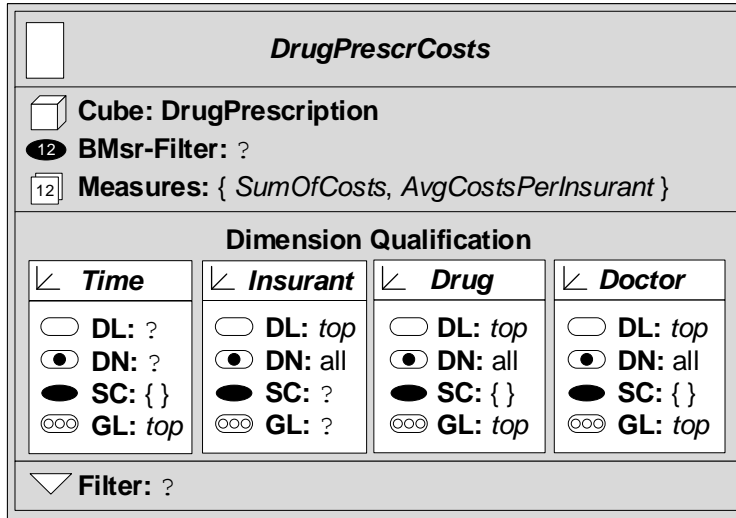 DrugPrescrCosts
Cube: DrugPrescription
12 BMsr-Filter: ?
12 Measures: { SumOfCosts, AvgCostsPerInsurant }
Dimension Qualification
Time
DL: ?
DN: ?
SC: { }
GL: top
Insurant
DL: top
DN: all
SC: ?
GL: ?
Drug
DL: top
DN: all
SC: { }
GL: top
Doctor
DL: top
DN: all
SC: { }
GL: top
Filter: ?